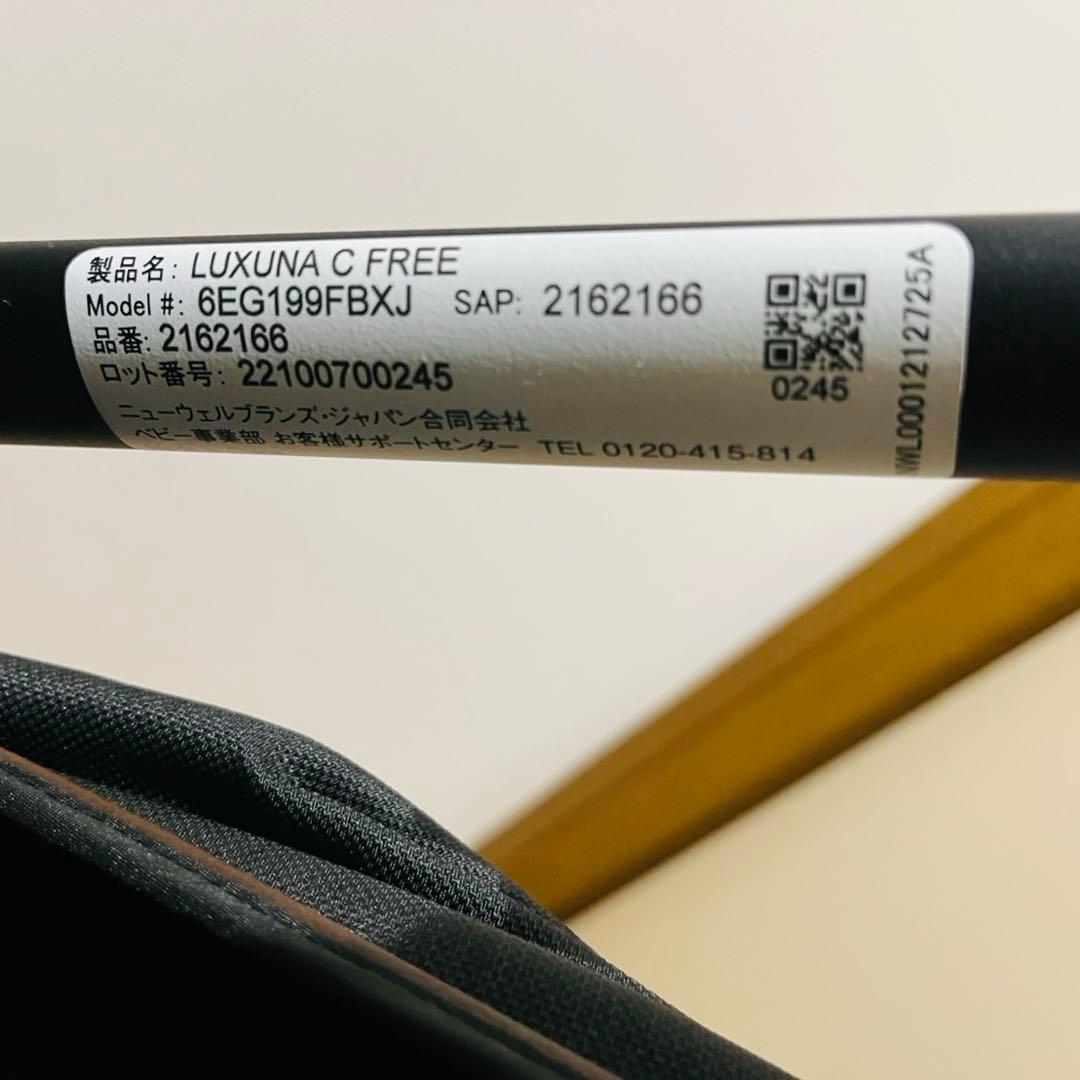 製品名: LUXUNA C FREE
Model #: 6EG199FBXJ SAP: 2162166
品番: 2162166
ロット番号: 22100700245
ニューウェルブランズ・ジャパン合同会社
ベビー事業部 お客様サポートセンター TEL 0120-415-814
0245
NWL0001212725A